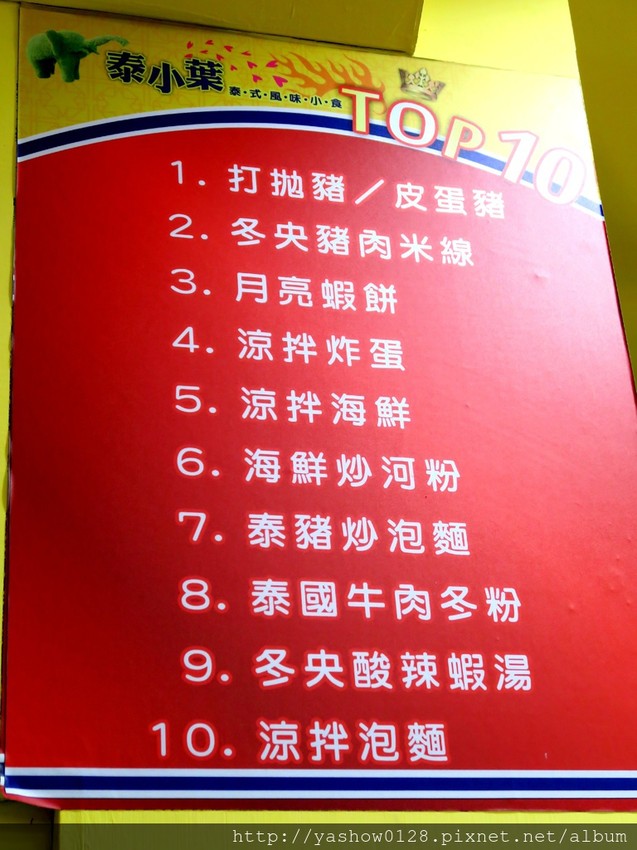 泰小葉
泰·式·風·味·小·食
TOP 10
1. 打拋豬／皮蛋豬
2. 冬央豬肉米線
3. 月亮蝦餅
4. 涼拌炸蛋
5. 涼拌海鮮
6. 海鮮炒河粉
7. 泰豬炒泡麵
8. 泰國牛肉冬粉
9. 冬央酸辣蝦湯
10. 涼拌泡麵
http://yashow0128.pixnet.net/album